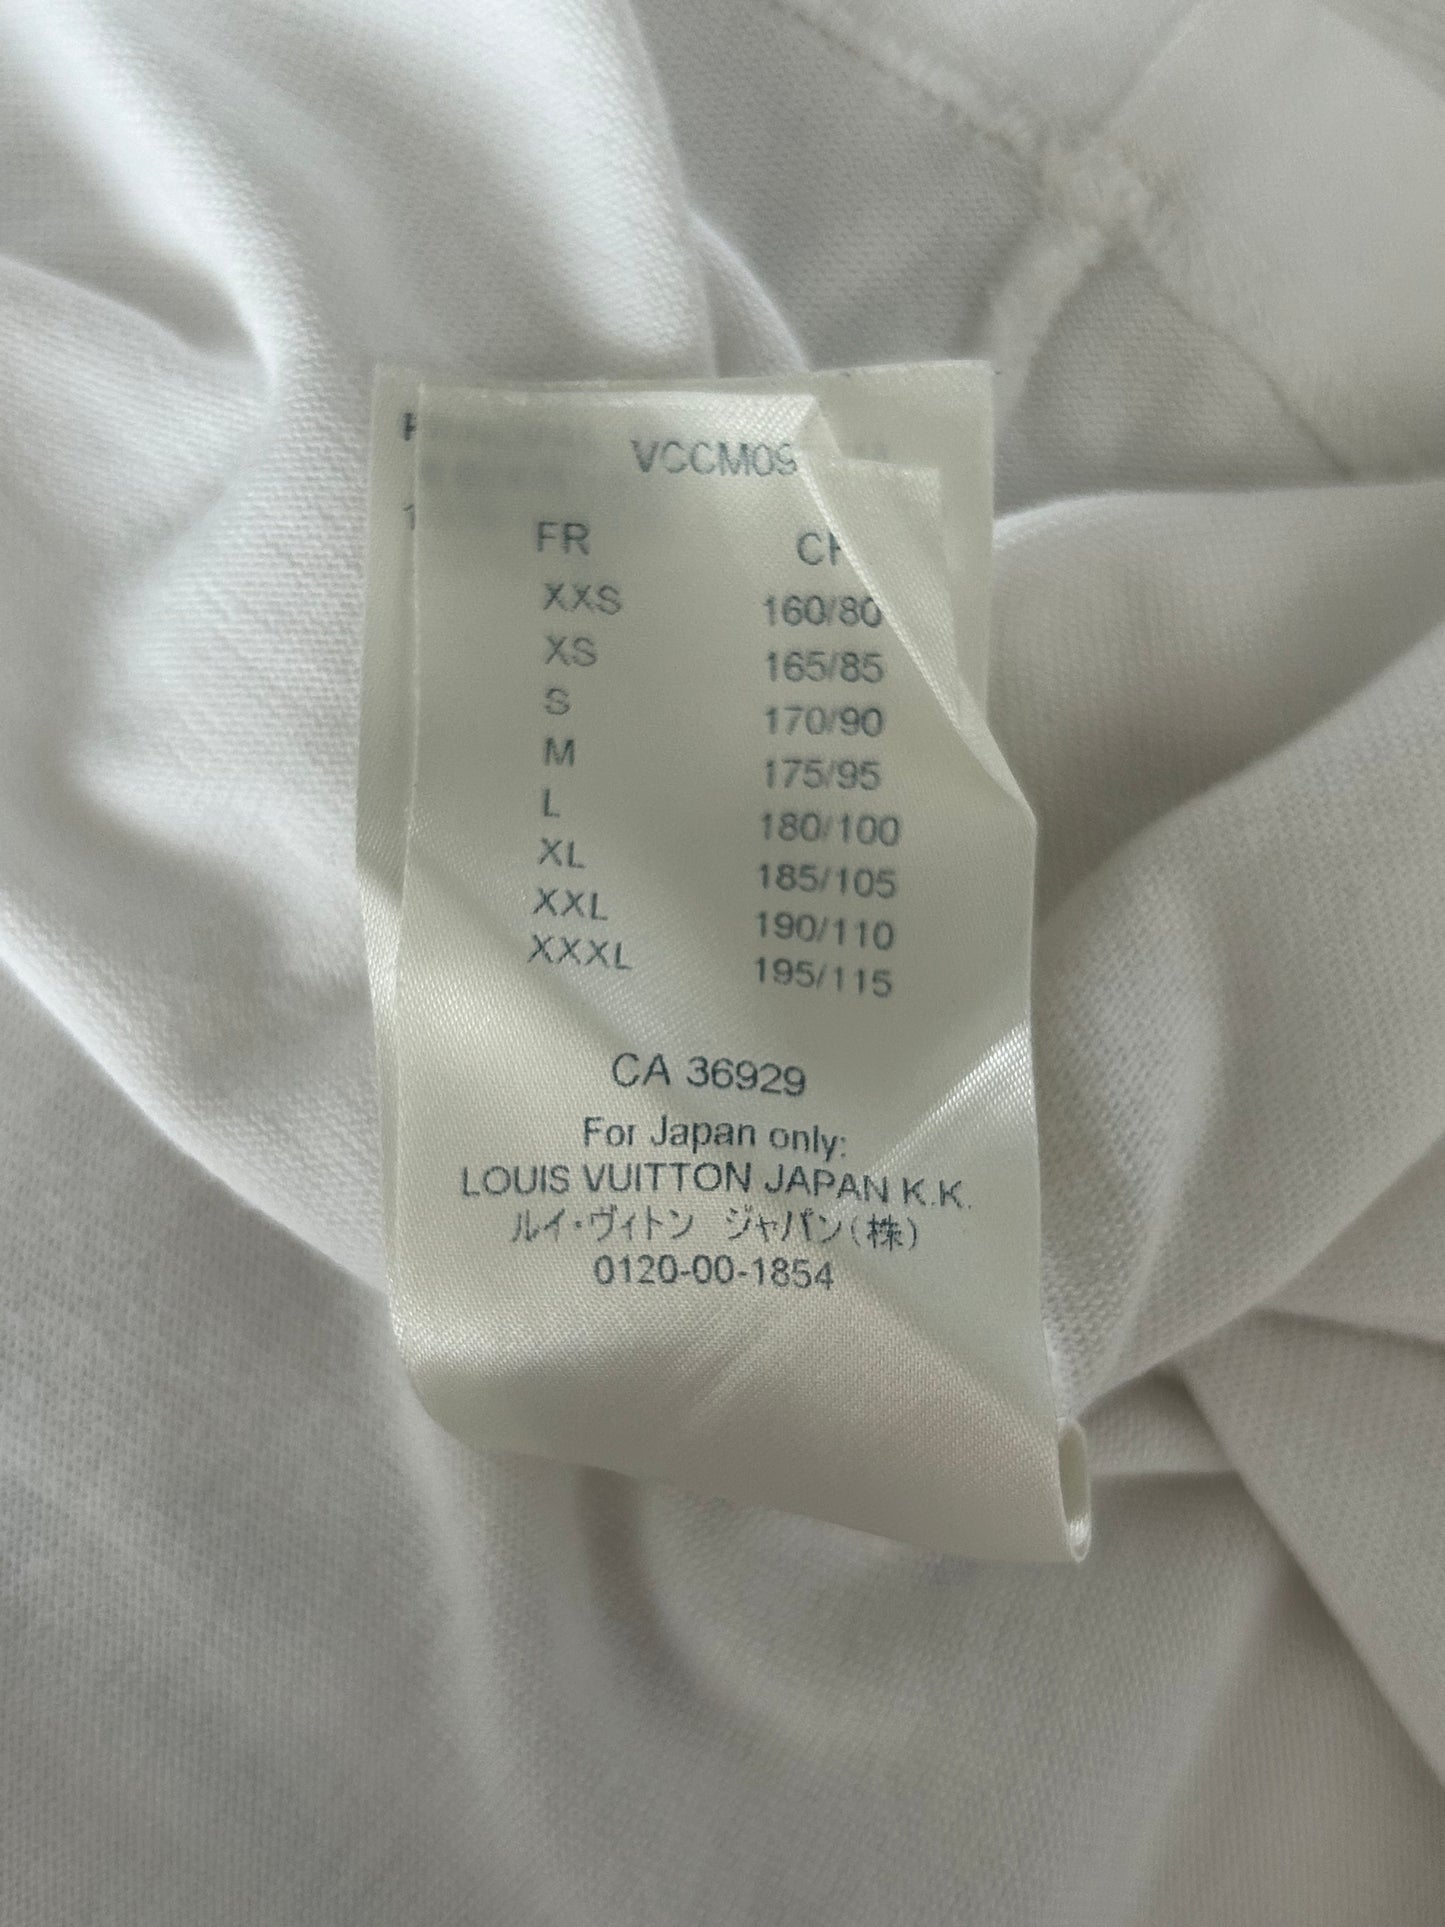 VCCM09
FR
XXS 160/80
XS 165/85
S 170/90
M 175/95
L 180/100
XL 185/105
XXL 190/110
XXXL 195/115
CA 36929
For Japan only:
LOUIS VUITTON JAPAN K.K.
ルイ・ヴィトン ジャパン(株)
0120-00-1854